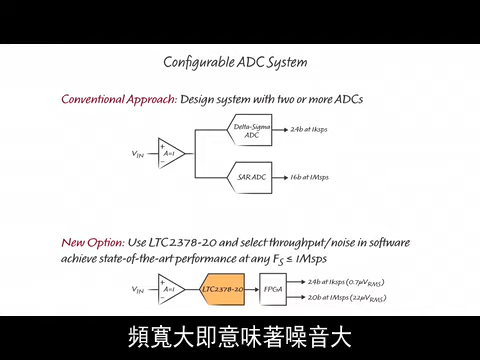 Configurable ADC System
Conventional Approach: Design system with two or more ADCs
Delta-Sigma
ADC
24b at 1ksps
VIN
+
A=1
−
SAR ADC
16b at 1Msps
New Option: Use LTC2378-20 and select throughput/noise in software
achieve state-of-the-art performance at any FS ≤ 1Msps
VIN
+
A=1
−
LTC2378-20
FPGA
24b at 1ksps (0.7μVRMS)
20b at 1Msps (22μVRMS)
頻寬大即意味著噪音大